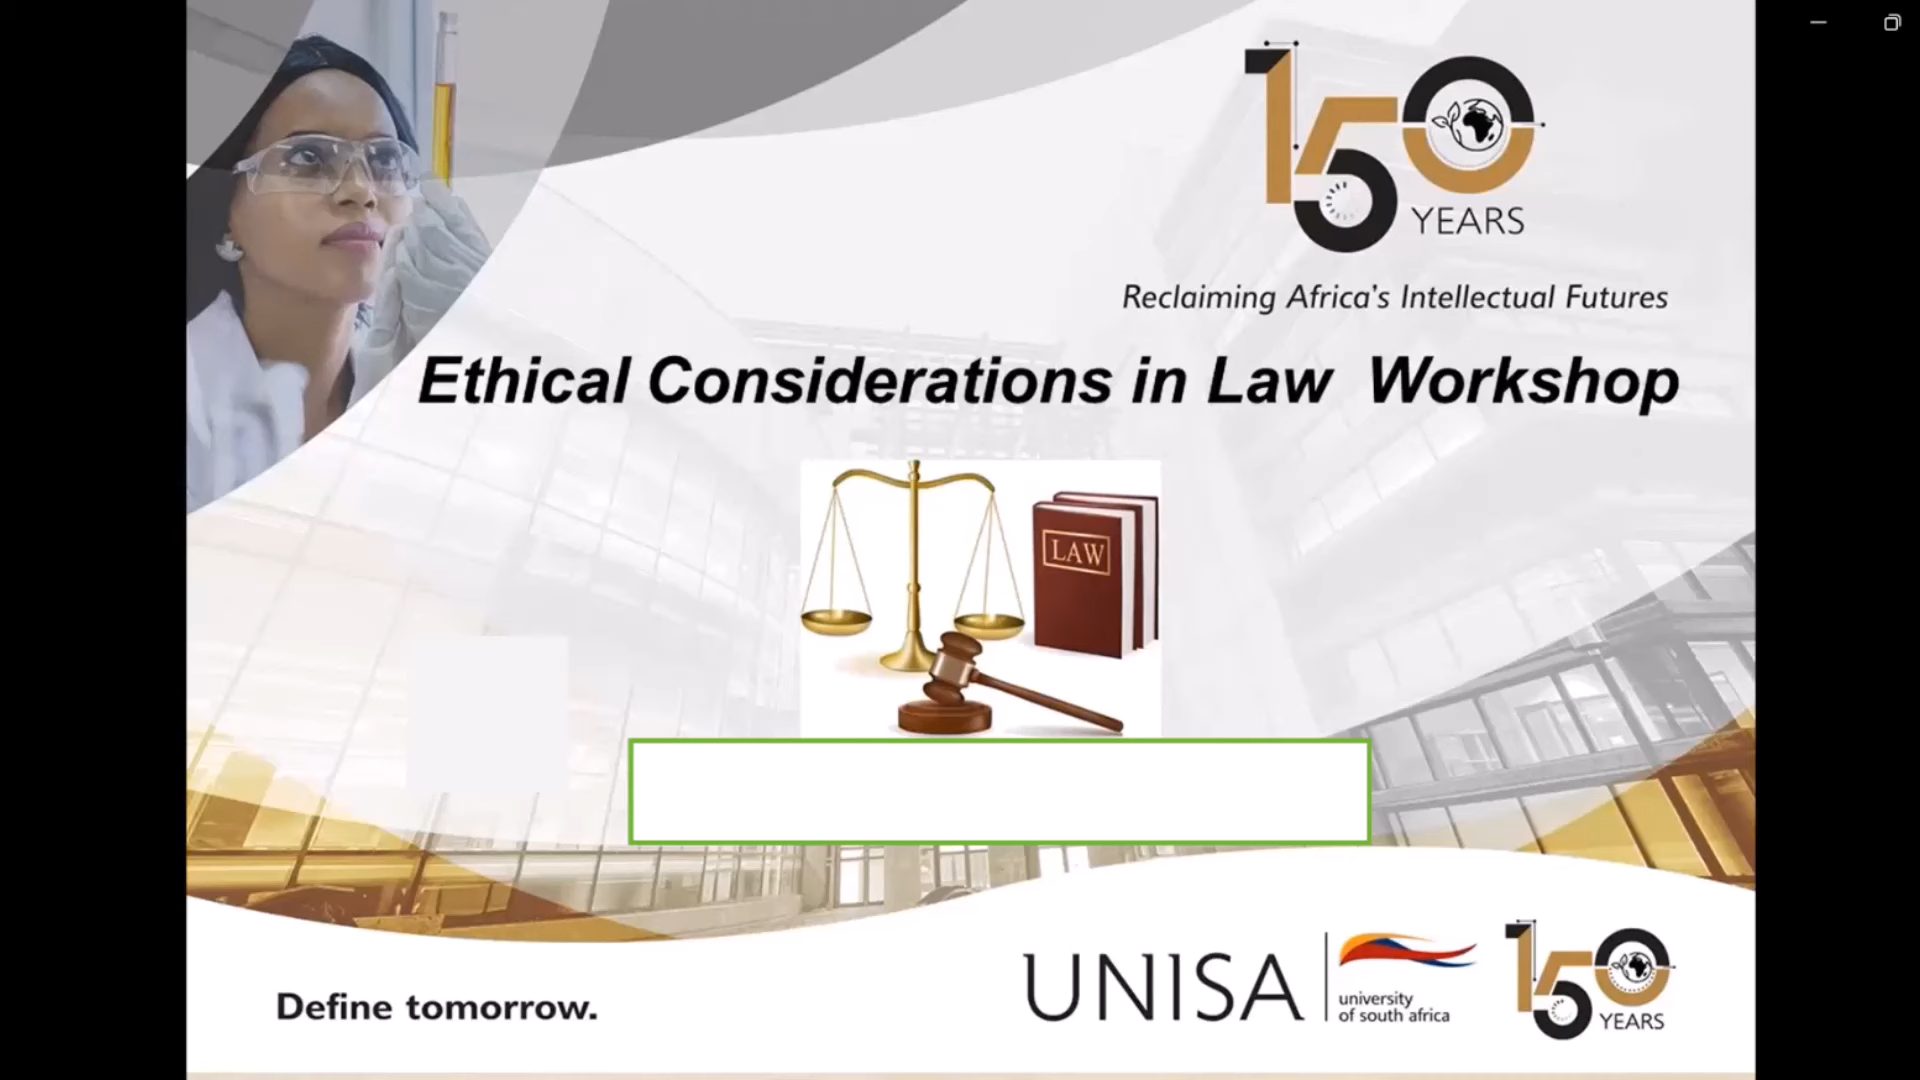 150
YEARS
Reclaiming Africa's Intellectual Futures
Ethical Considerations in Law Workshop
LAW
Define tomorrow.
UNISA
university
of south africa
150
YEARS